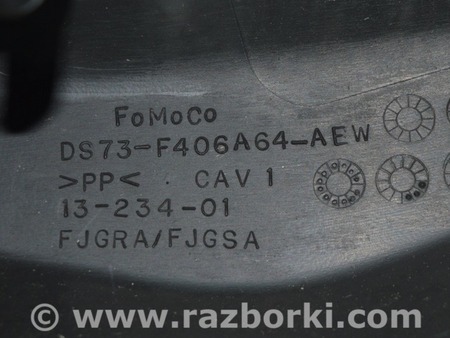 FoMoCo
DS73-F406A64-AEW
>PP< . CAV 1
13-234-01
FJGRA/FJGSA
© www.razborki.com